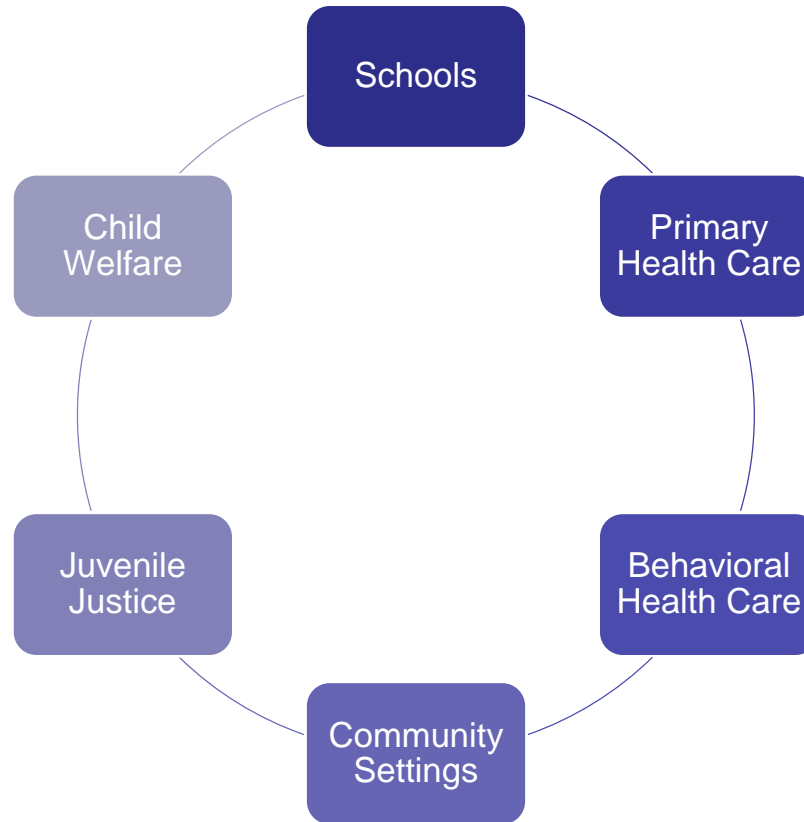 Schools
Primary
Health Care
Behavioral
Health Care
Community
Settings
Juvenile
Justice
Child
Welfare